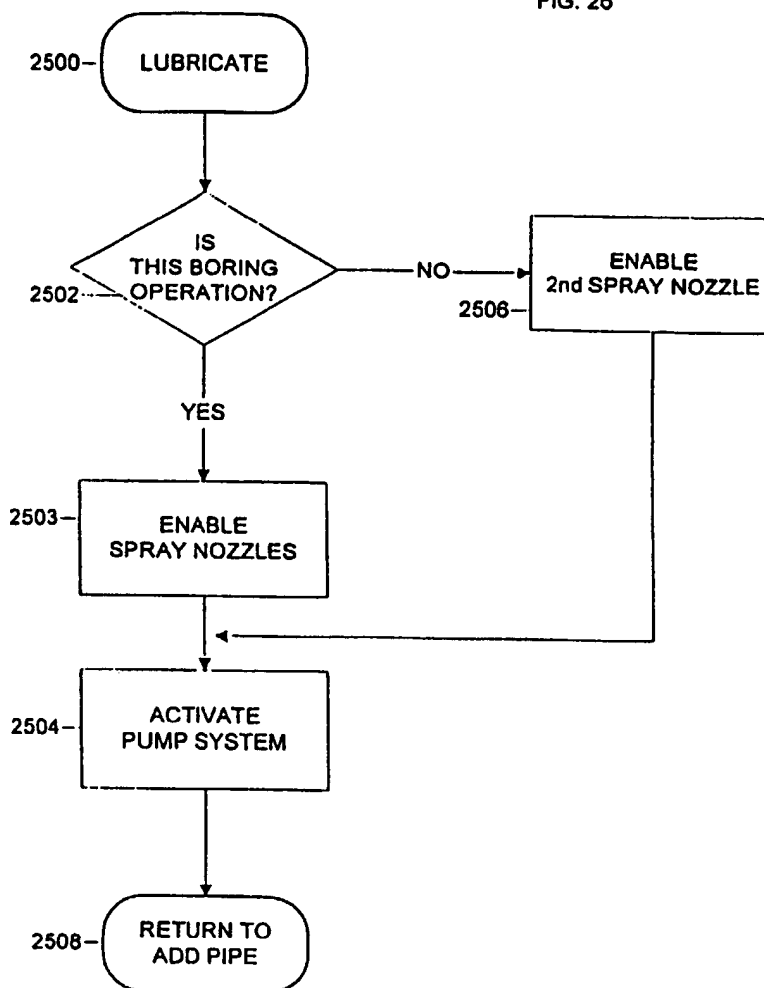 FIG. 26
2500
LUBRICATE
IS
THIS BORING
OPERATION?
2502
NO
ENABLE
2nd SPRAY NOZZLE
2506
YES
2503
ENABLE
SPRAY NOZZLES
2504
ACTIVATE
PUMP SYSTEM
2508
RETURN TO
ADD PIPE